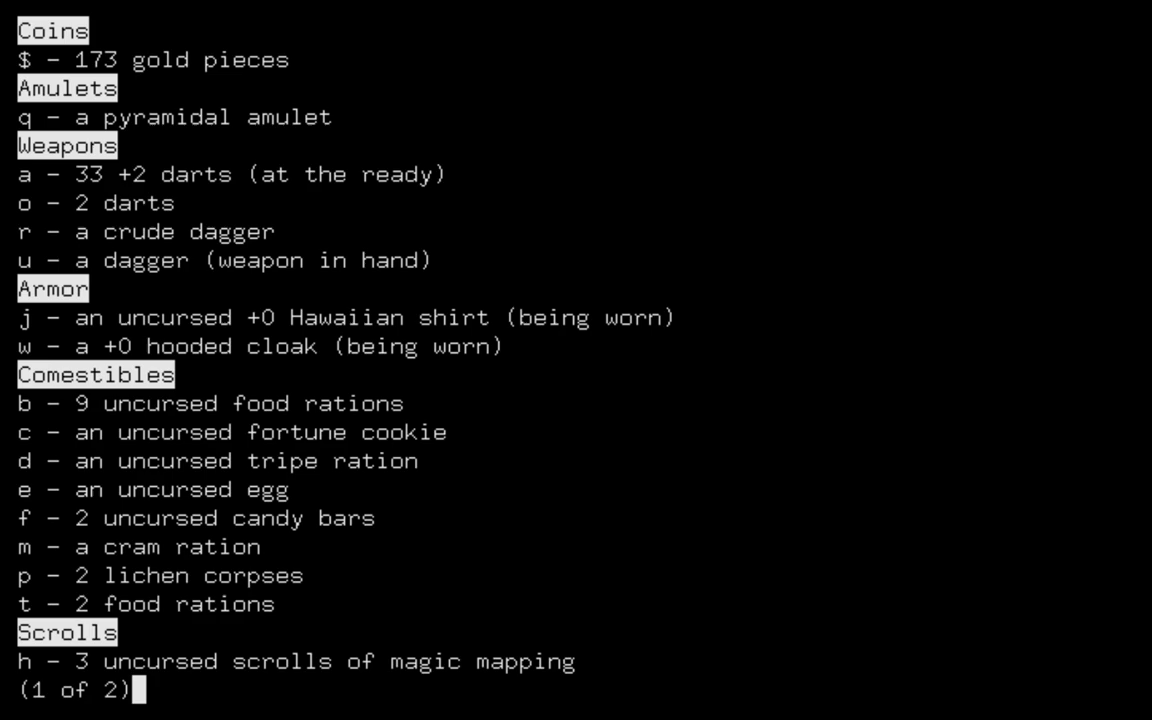 Coins
$ - 173 gold pieces
Amulets
q - a pyramidal amulet
Weapons
a - 33 +2 darts (at the ready)
o - 2 darts
r - a crude dagger
u - a dagger (weapon in hand)
Armor
j - an uncursed +0 Hawaiian shirt (being worn)
w - a +0 hooded cloak (being worn)
Comestibles
b - 9 uncursed food rations
c - an uncursed fortune cookie
d - an uncursed tripe ration
e - an uncursed egg
f - 2 uncursed candy bars
m - a cram ration
p - 2 lichen corpses
t - 2 food rations
Scrolls
h - 3 uncursed scrolls of magic mapping
(1 of 2)